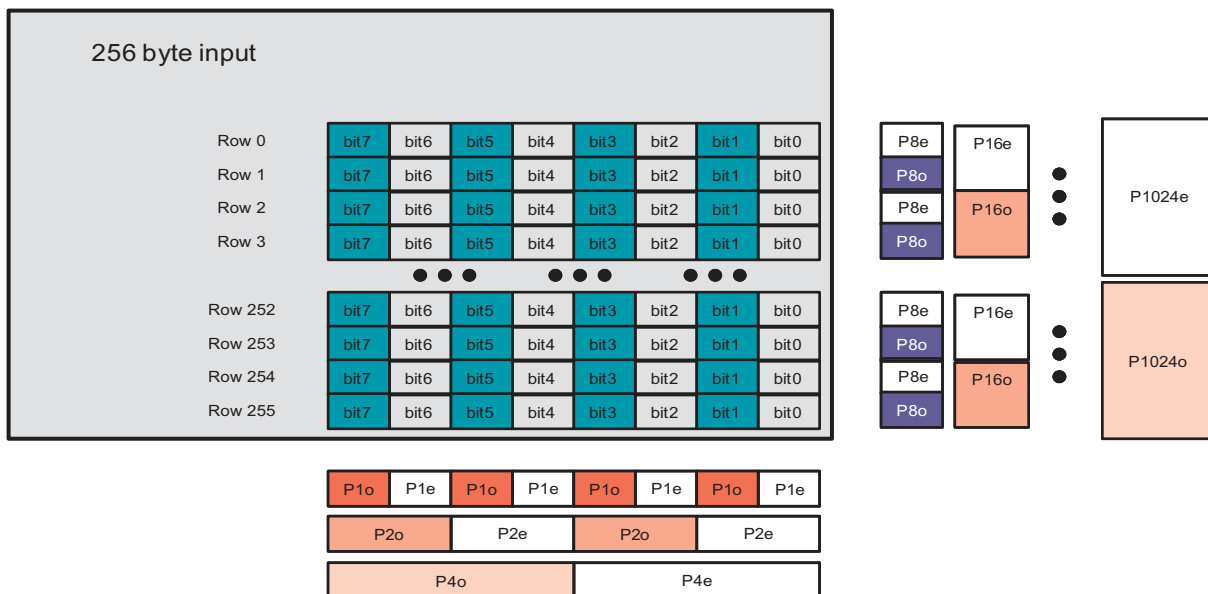 256 byte input
Row 0 bit7 bit6 bit5 bit4 bit3 bit2 bit1 bit0 P8e P16e P1024e
Row 1 bit7 bit6 bit5 bit4 bit3 bit2 bit1 bit0 P8o
Row 2 bit7 bit6 bit5 bit4 bit3 bit2 bit1 bit0 P8e P16o
Row 3 bit7 bit6 bit5 bit4 bit3 bit2 bit1 bit0 P8o
Row 252 bit7 bit6 bit5 bit4 bit3 bit2 bit1 bit0 P8e P16e
Row 253 bit7 bit6 bit5 bit4 bit3 bit2 bit1 bit0 P8o P1024o
Row 254 bit7 bit6 bit5 bit4 bit3 bit2 bit1 bit0 P8e P16o
Row 255 bit7 bit6 bit5 bit4 bit3 bit2 bit1 bit0 P8o
P1o P1e P1o P1e P1o P1e P1o P1e
P2o P2e P2o P2e
P4o P4e